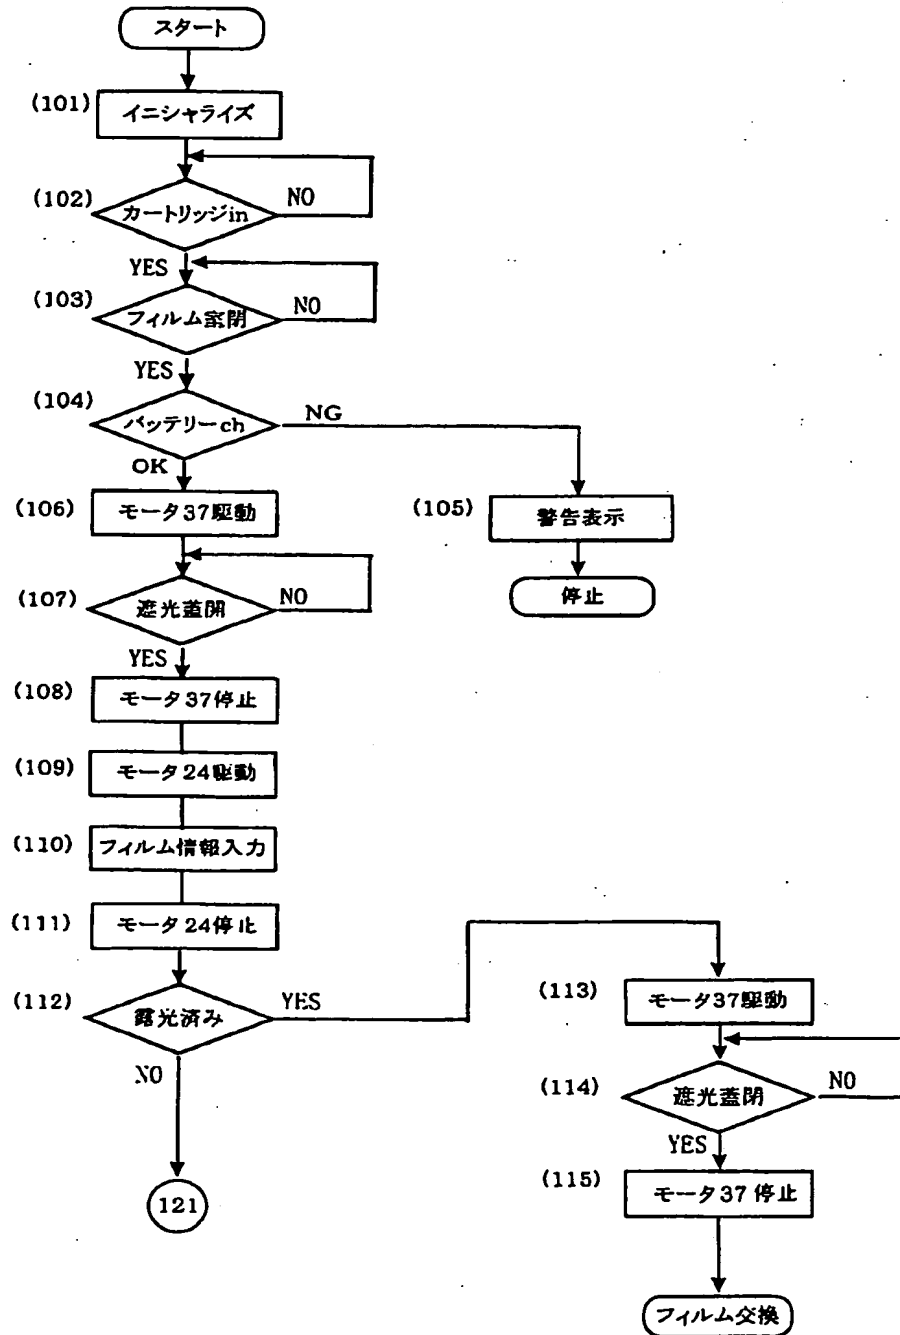 スタート
(101) イニシャライズ
(102) カートリッジin NO
YES
(103) フィルム室閉 NO
YES
(104) バッテリーch NG
OK
(106) モータ37駆動
(105) 警告表示
停止
(107) 遮光蓋開 NO
YES
(108) モータ37停止
(109) モータ24駆動
(110) フィルム情報入力
(111) モータ24停止
(112) 露光済み YES
NO
121
(113) モータ37駆動
(114) 遮光蓋閉 NO
YES
(115) モータ37停止
フィルム交換